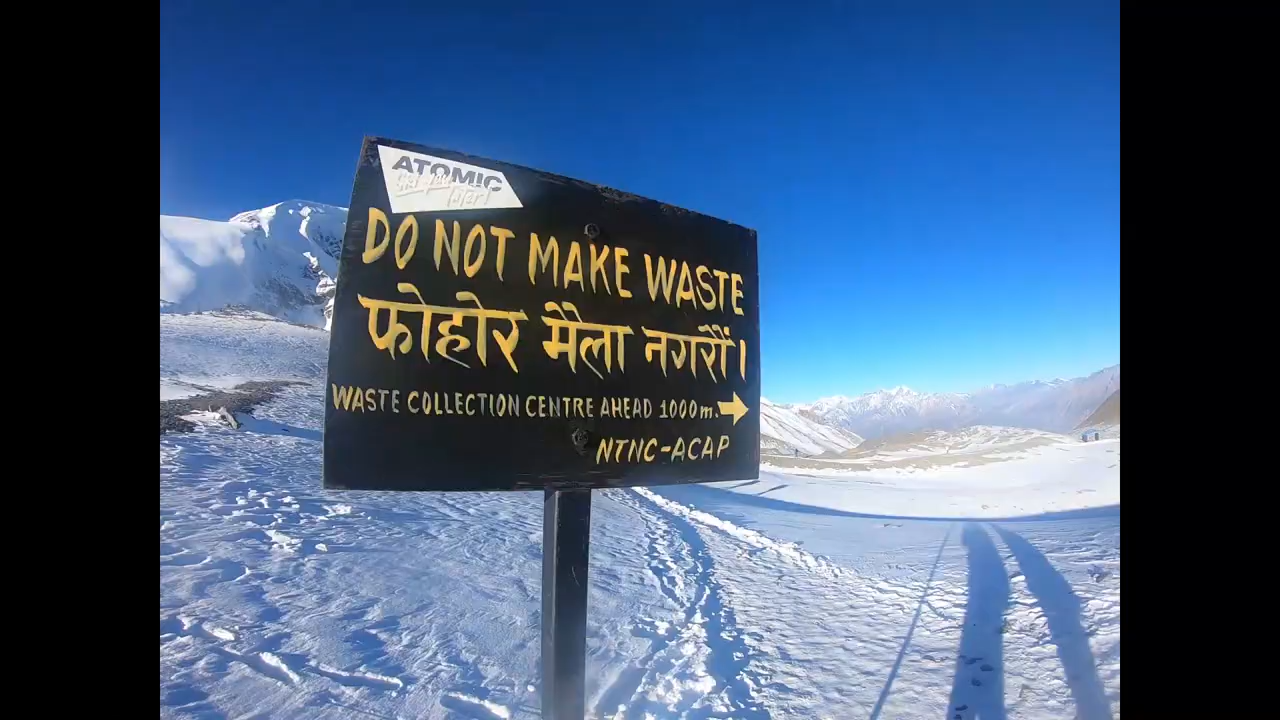 ATOMIC
DO NOT MAKE WASTE
फोहोर मैला नगरौं।
WASTE COLLECTION CENTRE AHEAD 1000m.
NTNC-ACAP